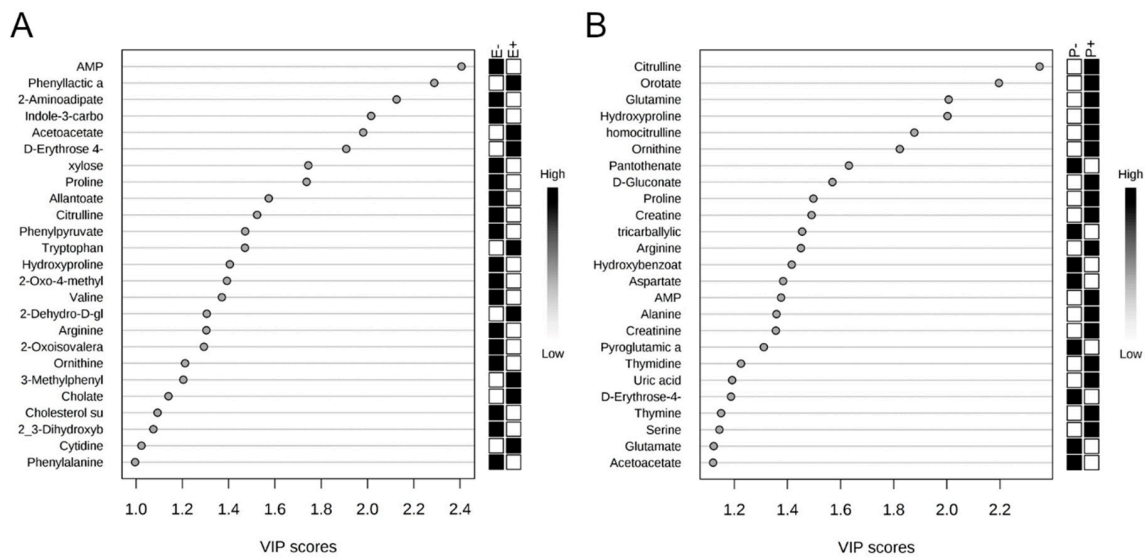 A
E-
E+
AMP
Phenyllactic a
2-Aminoadipate
Indole-3-carbo
Acetoacetate
D-Erythrose 4-
xylose
Proline
Allantoate
Citrulline
Phenylpyruvate
Tryptophan
Hydroxyproline
2-Oxo-4-methyl
Valine
2-Dehydro-D-gl
Arginine
2-Oxoisovalera
Ornithine
3-Methylphenyl
Cholate
Cholesterol su
2_3-Dihydroxyb
Cytidine
Phenylalanine
High
Low
1.0 1.2 1.4 1.6 1.8 2.0 2.2 2.4
VIP scores
B
P-
P+
Citrulline
Orotate
Glutamine
Hydroxyproline
homocitrulline
Ornithine
Pantothenate
D-Gluconate
Proline
Creatine
tricarballylic
Arginine
Hydroxybenzoat
Aspartate
AMP
Alanine
Creatinine
Pyroglutamic a
Thymidine
Uric acid
D-Erythrose-4-
Thymine
Serine
Glutamate
Acetoacetate
High
Low
1.2 1.4 1.6 1.8 2.0 2.2
VIP scores